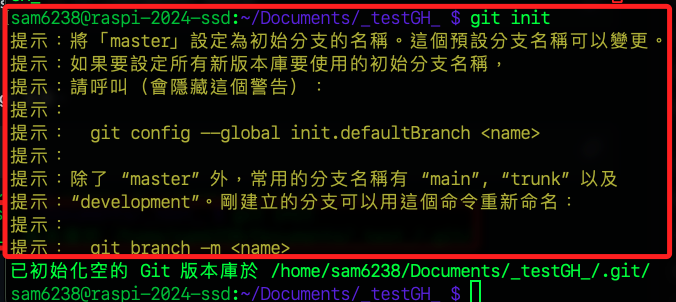 sam6238@raspi-2024-ssd:~/Documents/_testGH_ $ git init
提示：將「master」設定為初始分支的名稱。這個預設分支名稱可以變更。
提示：如果要設定所有新版本庫要使用的初始分支名稱，
提示：請呼叫（會隱藏這個警告）：
提示：
提示：  git config --global init.defaultBranch <name>
提示：
提示：除了 “master” 外，常用的分支名稱有 “main”, “trunk” 以及
提示：“development”。剛建立的分支可以用這個命令重新命名：
提示：
提示：  git branch -m <name>
已初始化空的 Git 版本庫於 /home/sam6238/Documents/_testGH_/.git/
sam6238@raspi-2024-ssd:~/Documents/_testGH_ $